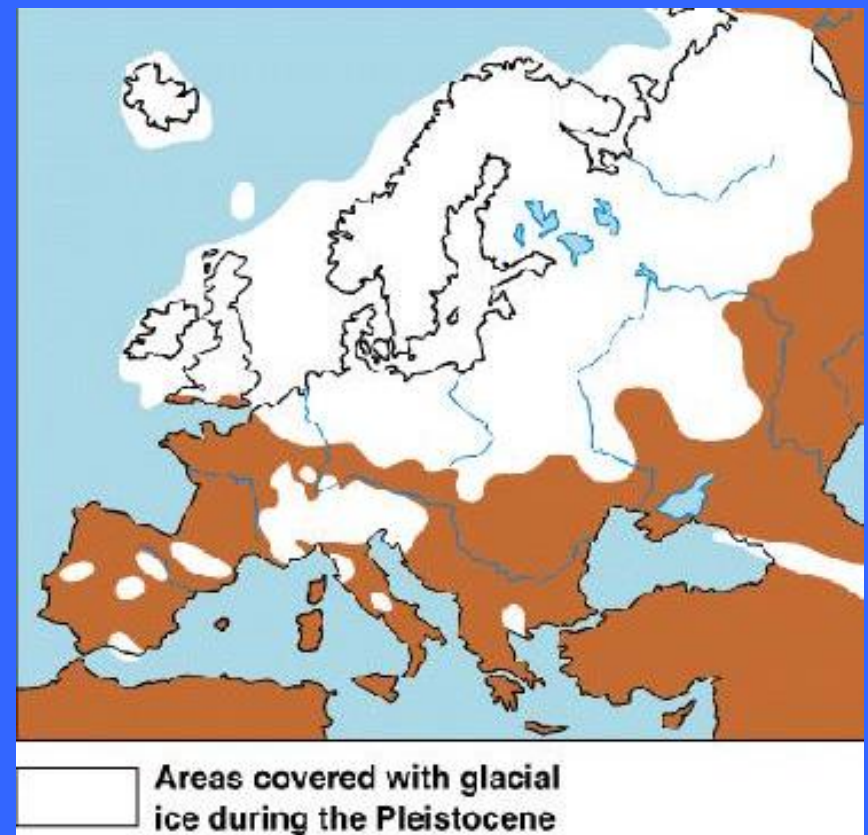 Areas covered with glacial
ice during the Pleistocene